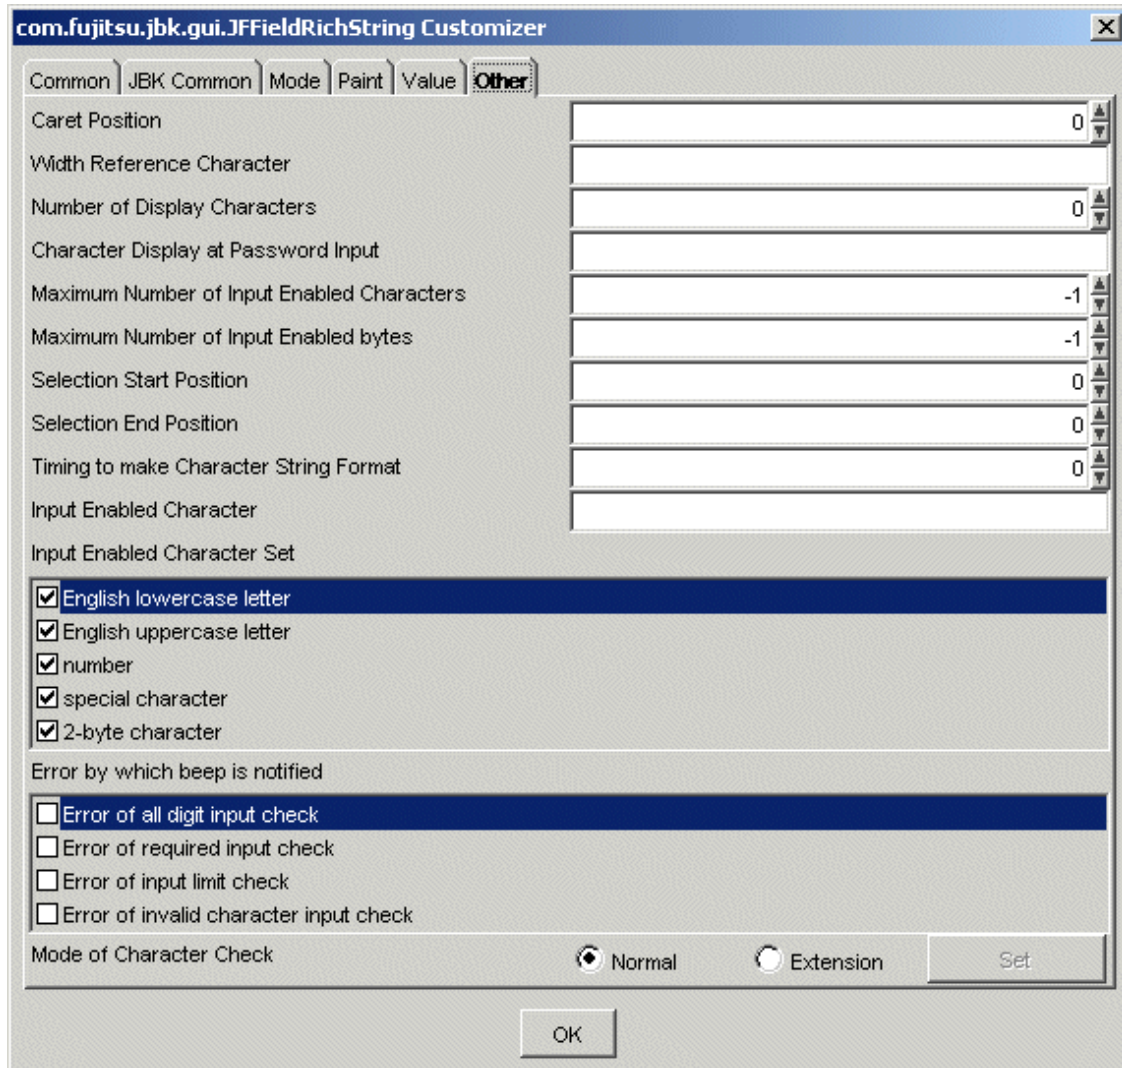 com.fujitsu.jbk.gui.JFFieldRichString Customizer
Common JBK Common Mode Paint Value Other
Caret Position 0
Width Reference Character
Number of Display Characters 0
Character Display at Password Input
Maximum Number of Input Enabled Characters -1
Maximum Number of Input Enabled bytes -1
Selection Start Position 0
Selection End Position 0
Timing to make Character String Format 0
Input Enabled Character
Input Enabled Character Set
English lowercase letter
English uppercase letter
number
special character
2-byte character
Error by which beep is notified
Error of all digit input check
Error of required input check
Error of input limit check
Error of invalid character input check
Mode of Character Check Normal Extension Set
OK